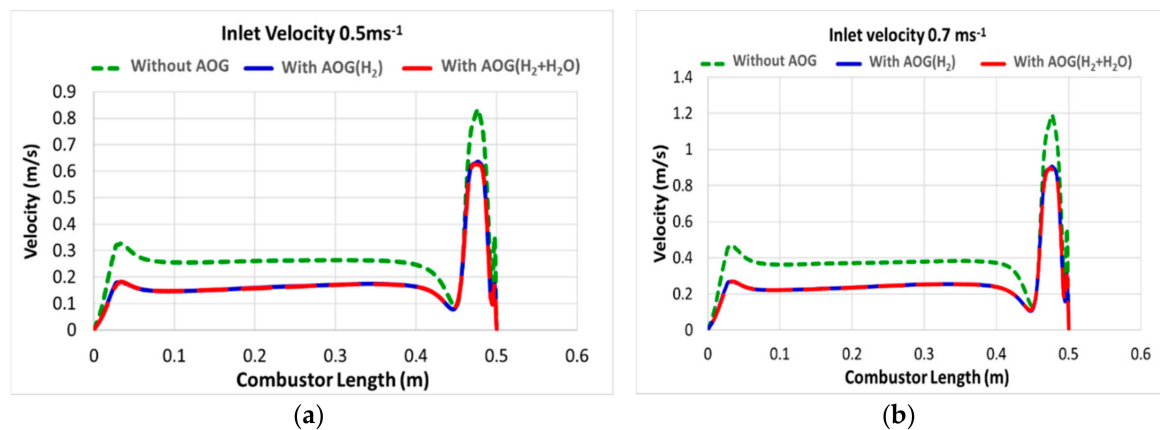 Inlet Velocity 0.5ms-1
Without AOG With AOG(H2) With AOG(H2+H2O)
Velocity (m/s)
0.9
0.8
0.7
0.6
0.5
0.4
0.3
0.2
0.1
0
0 0.1 0.2 0.3 0.4 0.5 0.6
Combustor Length (m)
(a)
Inlet velocity 0.7 ms-1
Without AOG With AOG(H2) With AOG(H2+H2O)
Velocity (m/s)
1.4
1.2
1
0.8
0.6
0.4
0.2
0
0 0.1 0.2 0.3 0.4 0.5 0.6
Combustor Length (m)
(b)